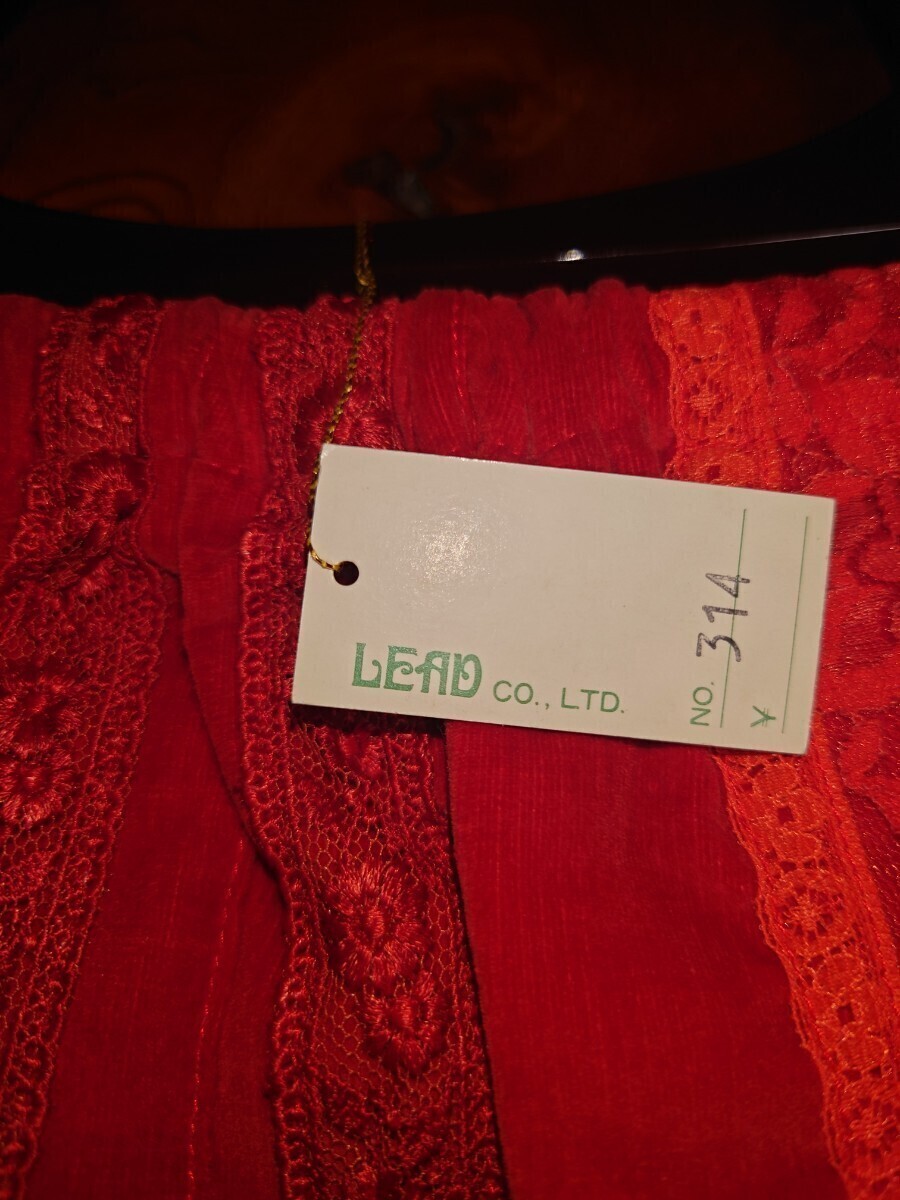 LEAD CO., LTD.
NO. 314
¥